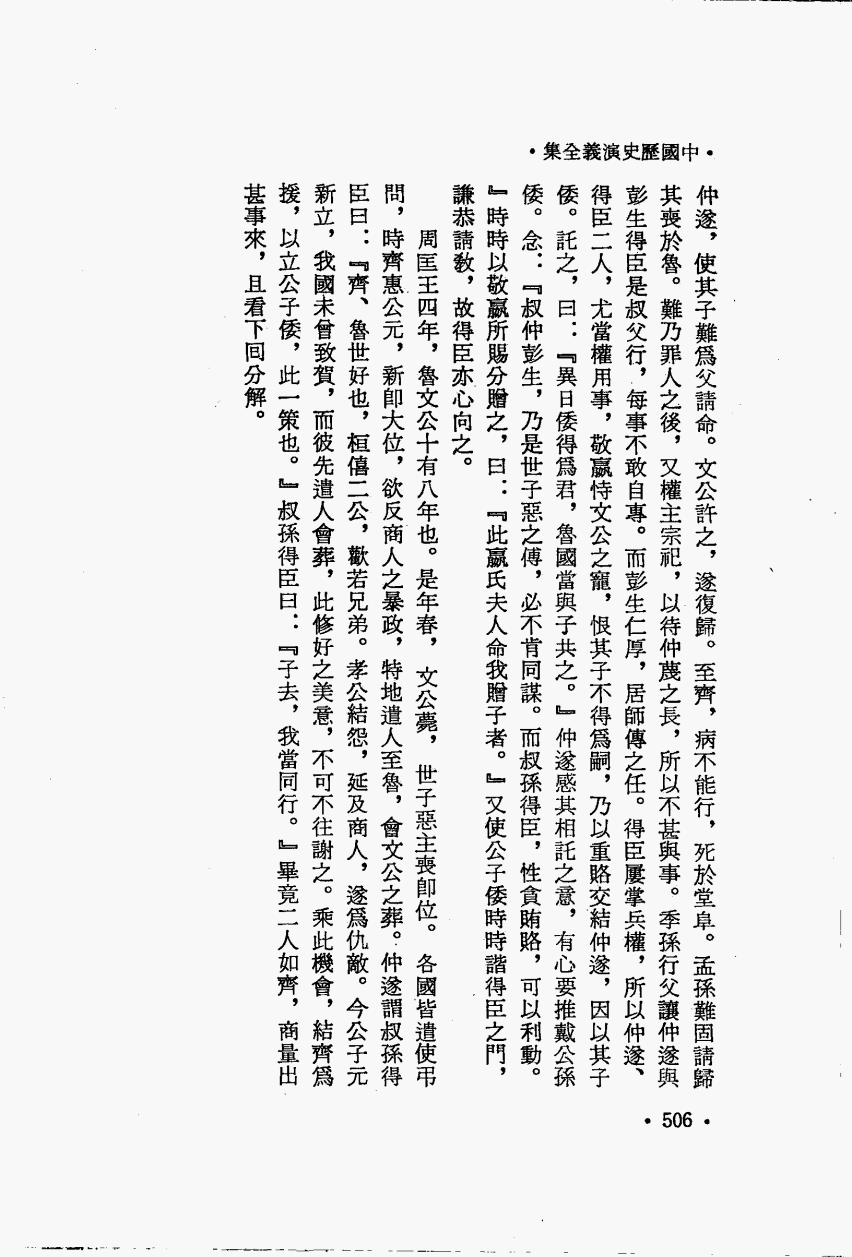 •中國歷史演義全集•
仲遂，使其子難爲父請命。文公許之，遂復歸。至齊，病不能行，死於堂阜。孟孫難固請歸
其喪於魯。難乃罪人之後，又權主宗祀，以待仲蔑之長，所以不甚與事。季孫行父讓仲遂與
彭生得臣是叔父行，每事不敢自專。而彭生仁厚，居師傅之任。得臣屢掌兵權，所以仲遂、
得臣二人，尤當權用事，敬嬴恃文公之寵，恨其子不得爲嗣，乃以重賂交結仲遂，因以其子
倭。託之，曰：『異日倭得爲君，魯國當與子共之。』仲遂感其相託之意，有心要推戴公孫
倭。念：『叔仲彭生，乃是世子惡之傅，必不肯同謀。而叔孫得臣，性貪賄賂，可以利動。
』時時以敬嬴所賜分贈之，曰：『此嬴氏夫人命我贈子者。』又使公子倭時時諧得臣之門，
謙恭請敎，故得臣亦心向之。
周匡王四年，魯文公十有八年也。是年春，文公薨，世子惡主喪卽位。各國皆遣使弔
問，時齊惠公元，新卽大位，欲反商人之暴政，特地遣人至魯，會文公之葬。仲遂謂叔孫得
臣曰：『齊、魯世好也，桓僖二公，歡若兄弟。孝公結怨，延及商人，遂爲仇敵。今公子元
新立，我國未曾致賀，而彼先遣人會葬，此修好之美意，不可不往謝之。乘此機會，結齊爲
援，以立公子倭，此一策也。』叔孫得臣曰：『子去，我當同行。』畢竟二人如齊，商量出
甚事來，且看下回分解。
•506•